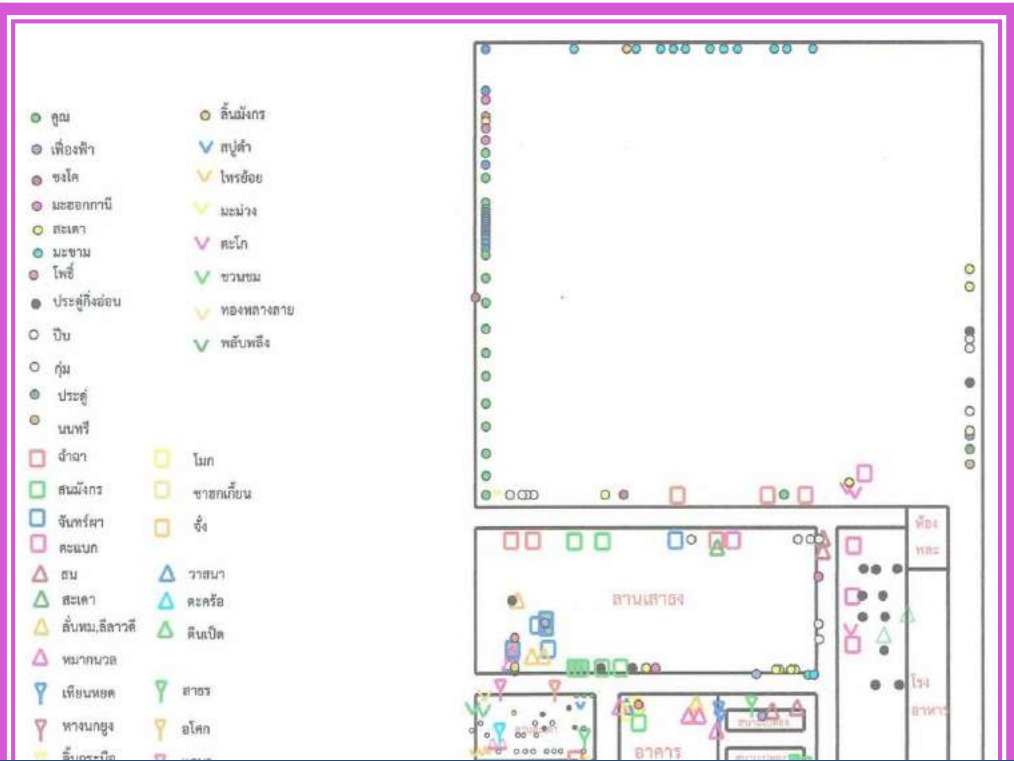 คูณ
เฟื่องฟ้า
ชงโค
มะฮอกกานี
สะเดา
มะขาม
โพธิ์
ประดู่กิ่งอ่อน
ปีบ
กุ่ม
ประดู่
นนทรี
ลิ้นมังกร
สบู่ดำ
ไทรย้อย
มะม่วง
ตะโก
ชวนชม
ทองหลางลาย
พลับพลึง
ฉำฉา
สนมังกร
จันทร์ผา
ตะแบก
สน
สะเดา
ลั่นทม,ลีลาวดี
หมากนวล
เทียนหยด
หางนกยูง
โมก
ชาฮกเกี้ยน
จั๋ง
วาสนา
ตะคร้อ
ตีนเป็ด
สาธร
อโศก
ห้อง
พละ
ลานเสาธง
โรง
อาหาร
อาคาร